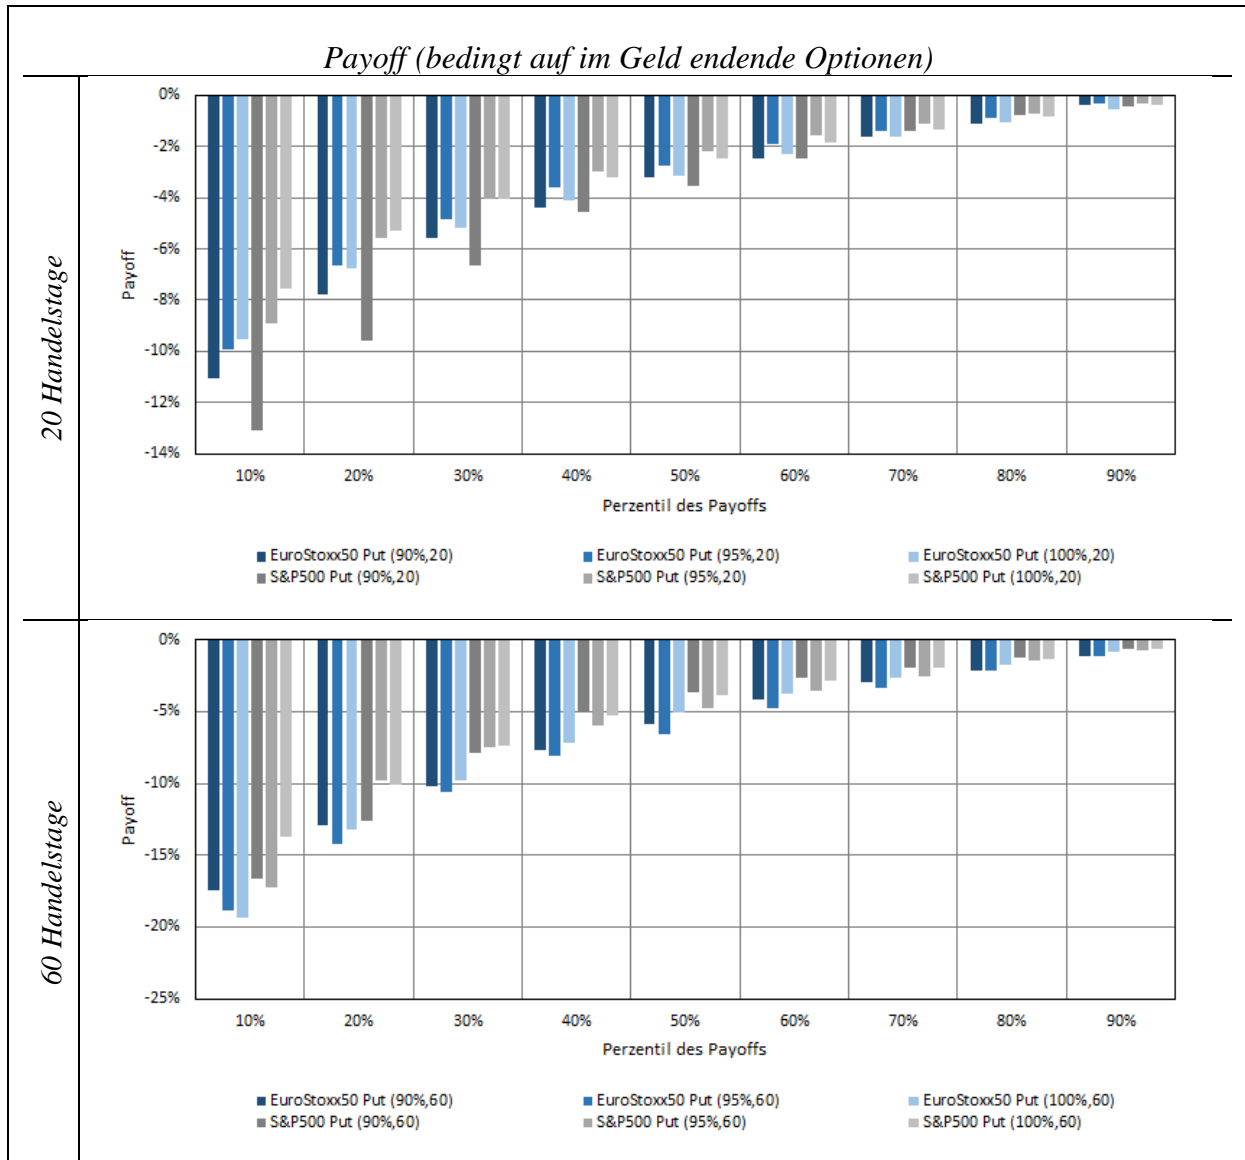 Payoff (bedingt auf im Geld endende Optionen)
20 Handelstage
0%
-2%
-4%
-6%
-8%
-10%
-12%
-14%
Payoff
10% 20% 30% 40% 50% 60% 70% 80% 90%
Perzentil des Payoffs
EuroStoxx50 Put (90%,20) EuroStoxx50 Put (95%,20) EuroStoxx50 Put (100%,20)
S&P500 Put (90%,20) S&P500 Put (95%,20) S&P500 Put (100%,20)
60 Handelstage
0%
-5%
-10%
-15%
-20%
-25%
Payoff
10% 20% 30% 40% 50% 60% 70% 80% 90%
Perzentil des Payoffs
EuroStoxx50 Put (90%,60) EuroStoxx50 Put (95%,60) EuroStoxx50 Put (100%,60)
S&P500 Put (90%,60) S&P500 Put (95%,60) S&P500 Put (100%,60)